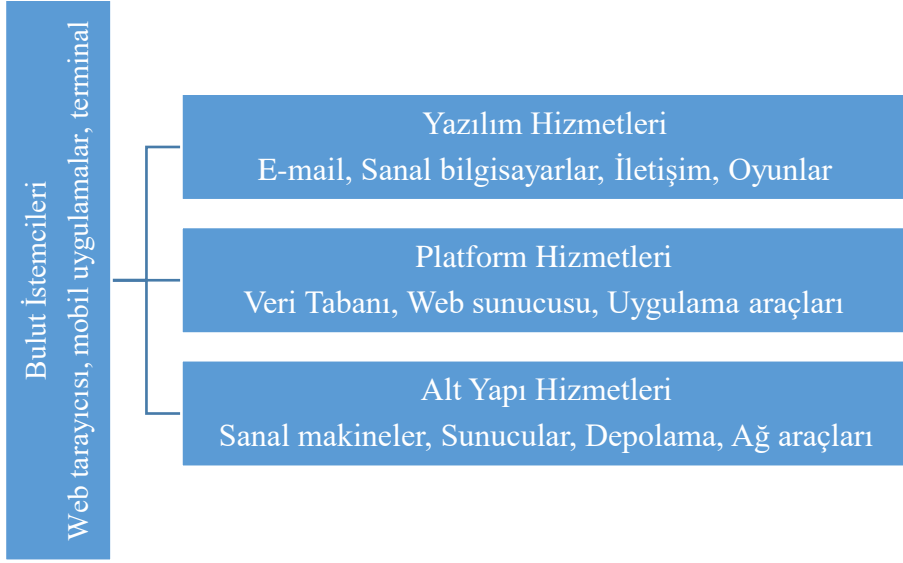 Bulut İstemcileri
Web tarayıcısı, mobil uygulamalar, terminal
Yazılım Hizmetleri
E-mail, Sanal bilgisayarlar, İletişim, Oyunlar
Platform Hizmetleri
Veri Tabanı, Web sunucusu, Uygulama araçları
Alt Yapı Hizmetleri
Sanal makineler, Sunucular, Depolama, Ağ araçları